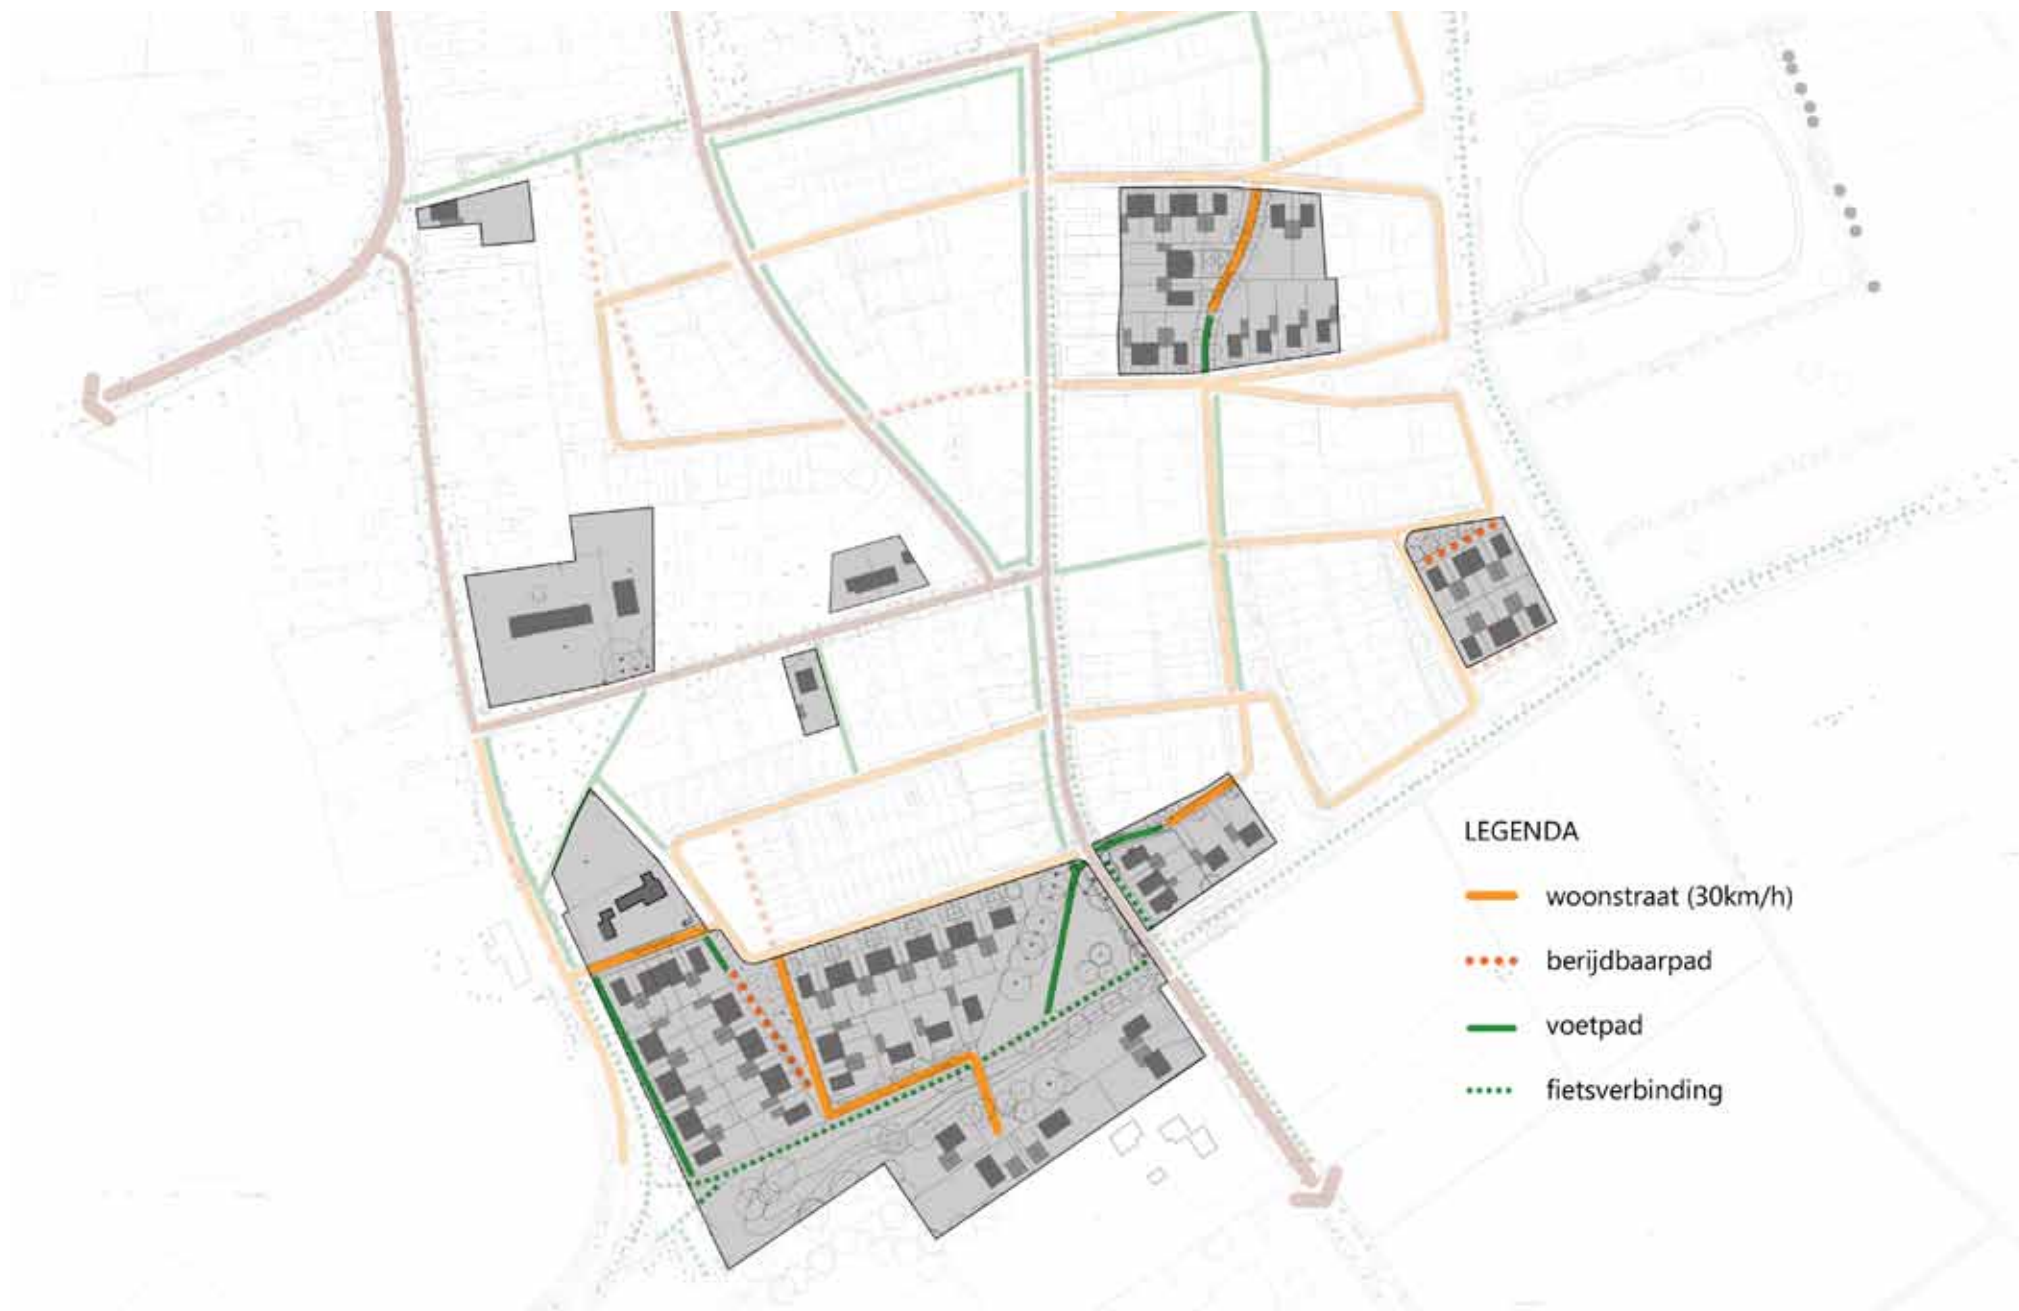 LEGENDA
woonstraat (30km/h)
berijdbaarpad
voetpad
fietsverbinding